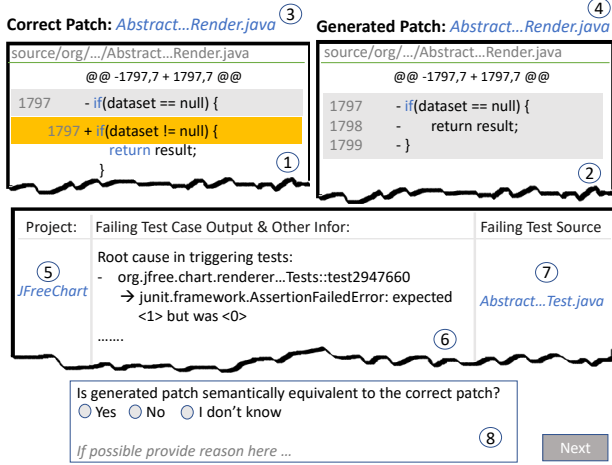 Correct Patch: Abstract...Render.java 3
Generated Patch: Abstract...Render.java 4
source/org/.../Abstract...Render.java
@@ -1797,7 + 1797,7 @@
1797 - if(dataset == null) {
1797 + if(dataset != null) {
return result;
}
1
source/org/.../Abstract...Render.java
@@ -1797,7 + 1797,7 @@
1797 - if(dataset == null) {
1798 - return result;
1799 - }
2
Project: Failing Test Case Output & Other Infor: Failing Test Source
5
JFreeChart
Root cause in triggering tests:
- org.jfree.chart.renderer...Tests::test2947660
→ junit.framework.AssertionFailedError: expected
<1> but was <0>
.......
6
7
Abstract...Test.java
Is generated patch semantically equivalent to the correct patch?
Yes No I don't know
If possible provide reason here ...
8
Next